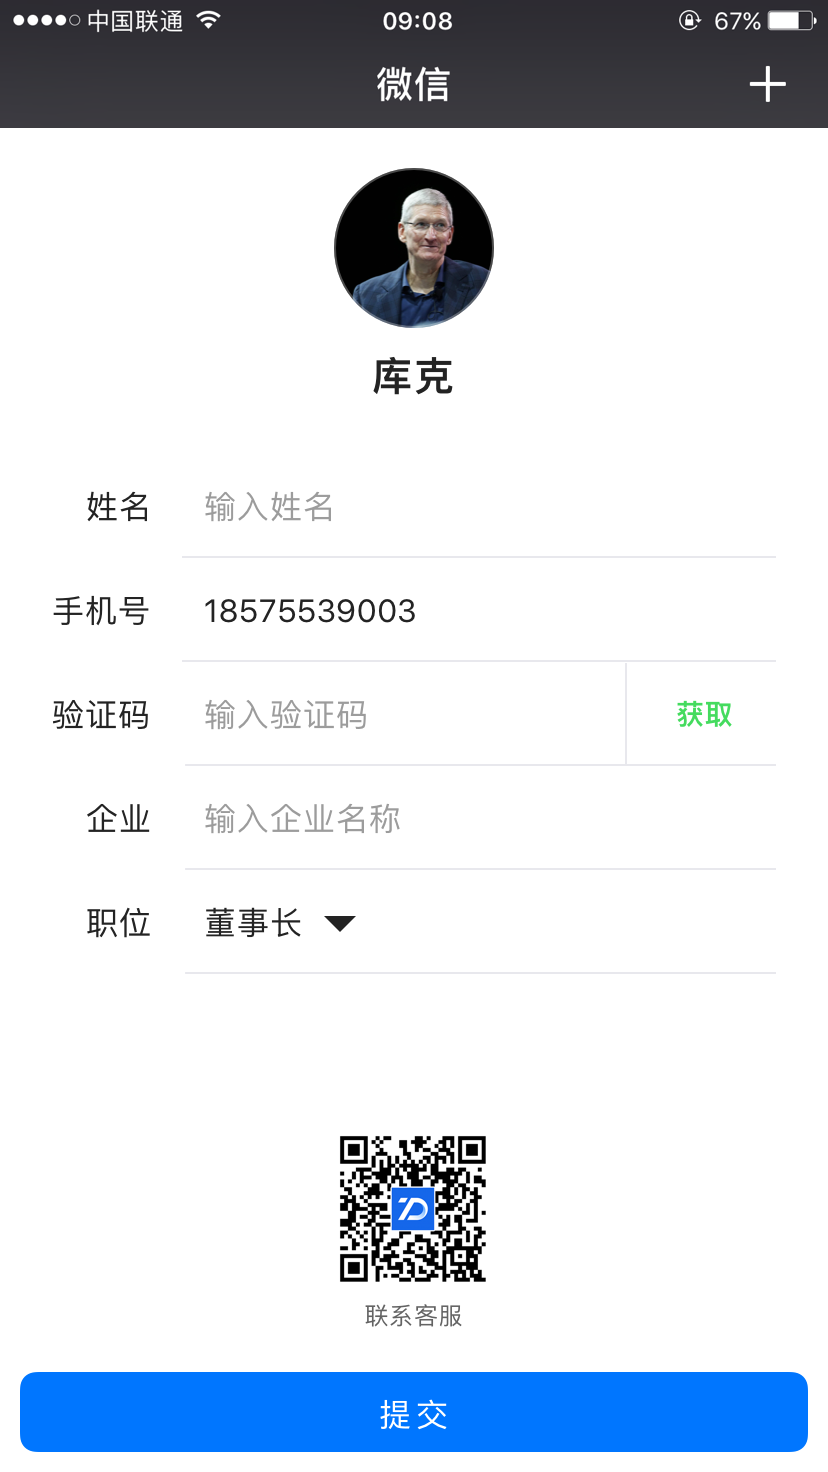 中国联通 09:08 67%
微信
库克
姓名 输入姓名
手机号 18575539003
验证码 输入验证码 获取
企业 输入企业名称
职位 董事长
联系客服
提交